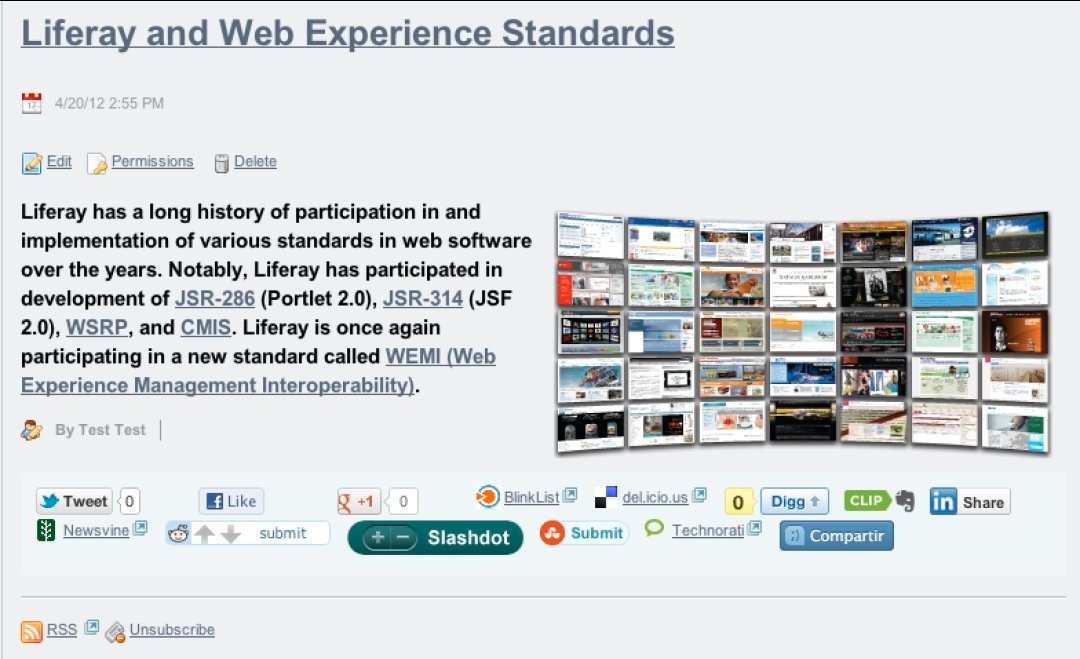 Liferay and Web Experience Standards
4/20/12 2:55 PM
Edit Permissions Delete
Liferay has a long history of participation in and
implementation of various standards in web software
over the years. Notably, Liferay has participated in
development of JSR-286 (Portlet 2.0), JSR-314 (JSF
2.0), WSRP, and CMIS. Liferay is once again
participating in a new standard called WEMI (Web
Experience Management Interoperability).
By Test Test
Tweet 0 Like +1 0 BlinkList del.icio.us 0 Digg CLIP in Share
Newsvine submit Slashdot Submit Technorati Compartir
RSS Unsubscribe